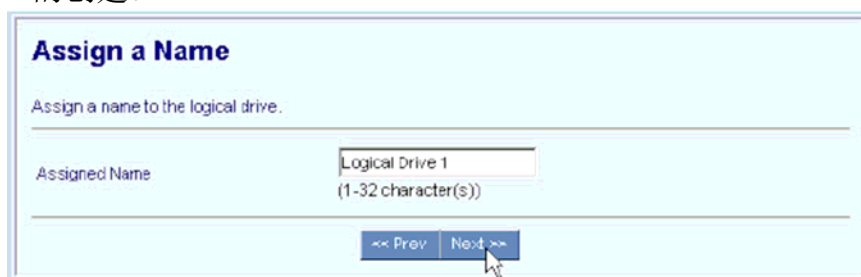 Assign a Name
Assign a name to the logical drive.
Assigned Name
Logical Drive 1
(1-32 character(s))
<< Prev Next >>